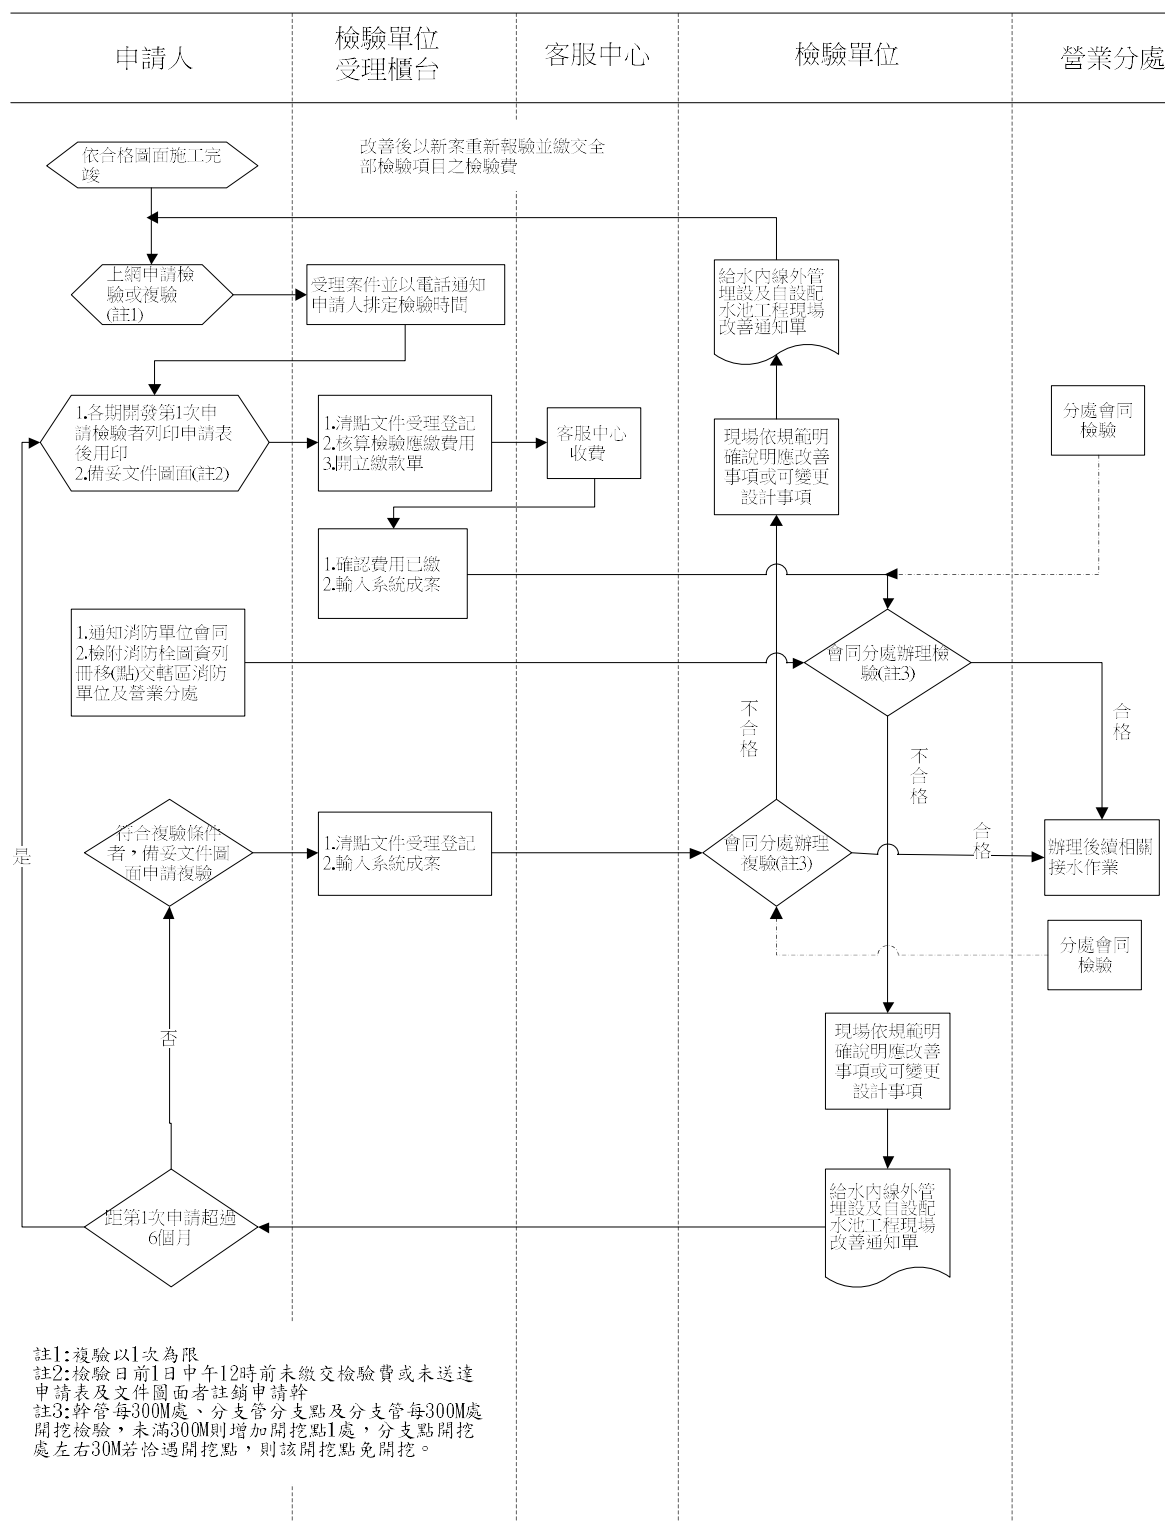 申請人
檢驗單位
受理櫃台
客服中心
檢驗單位
營業分處
依合格圖面施工完
竣
改善後以新案重新報驗並繳交全
部檢驗項目之檢驗費
上網申請檢
驗或複驗
(註1)
受理案件並以電話通知
申請人排定檢驗時間
給水內線外管
埋設及自設配
水池工程現場
改善通知單
1.各期開發第1次申
請檢驗者列印申請表
後用印
2.備妥文件圖面(註2)
1.清點文件受理登記
2.核算檢驗應繳費用
3.開立繳款單
客服中心
收費
現場依規範明
確說明應改善
事項或可變更
設計事項
分處會同
檢驗
1.確認費用已繳
2.輸入系統成案
1.通知消防單位會同
2.檢附消防栓圖資列
冊移(點)交轄區消防
單位及營業分處
會同分處辦理檢
驗(註3)
不合格
合格
不合格
符合複驗條件
者，備妥文件圖
面申請複驗
1.清點文件受理登記
2.輸入系統成案
會同分處辦理
複驗(註3)
合格
辦理後續相關
接水作業
是
分處會同
檢驗
否
現場依規範明
確說明應改善
事項或可變更
設計事項
距第1次申請超過
6個月
給水內線外管
埋設及自設配
水池工程現場
改善通知單
註1:複驗以1次為限
註2:檢驗日前1日中午12時前未繳交檢驗費或未送達
申請表及文件圖面者註銷申請幹
註3:幹管每300M處、分支管分支點及分支管每300M處
開挖檢驗，未滿300M則增加開挖點1處，分支點開挖
處左右30M若恰遇開挖點，則該開挖點免開挖。